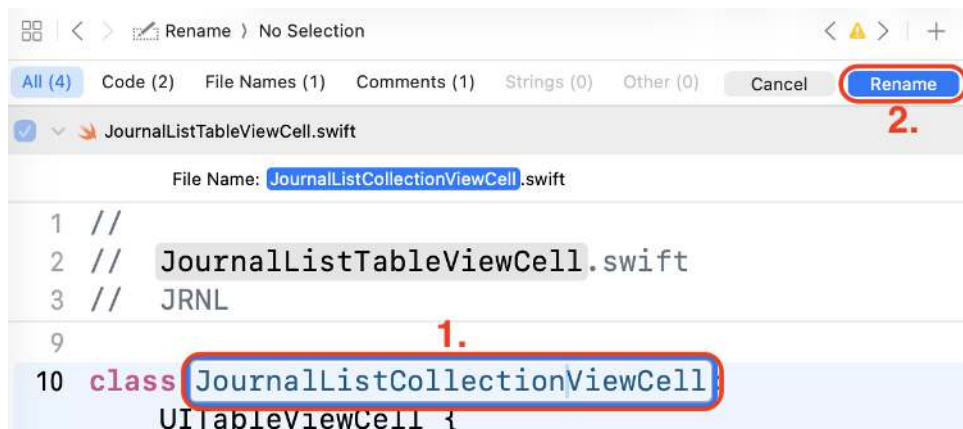 Rename 〉 No Selection
All (4) Code (2) File Names (1) Comments (1) Strings (0) Other (0) Cancel Rename
2.
JournalListTableViewCell.swift
File Name: JournalListCollectionViewCell.swift
1 //
2 // JournalListTableViewCell.swift
3 // JRNL
1.
9
10 class JournalListCollectionViewCell:
UITableViewCell {